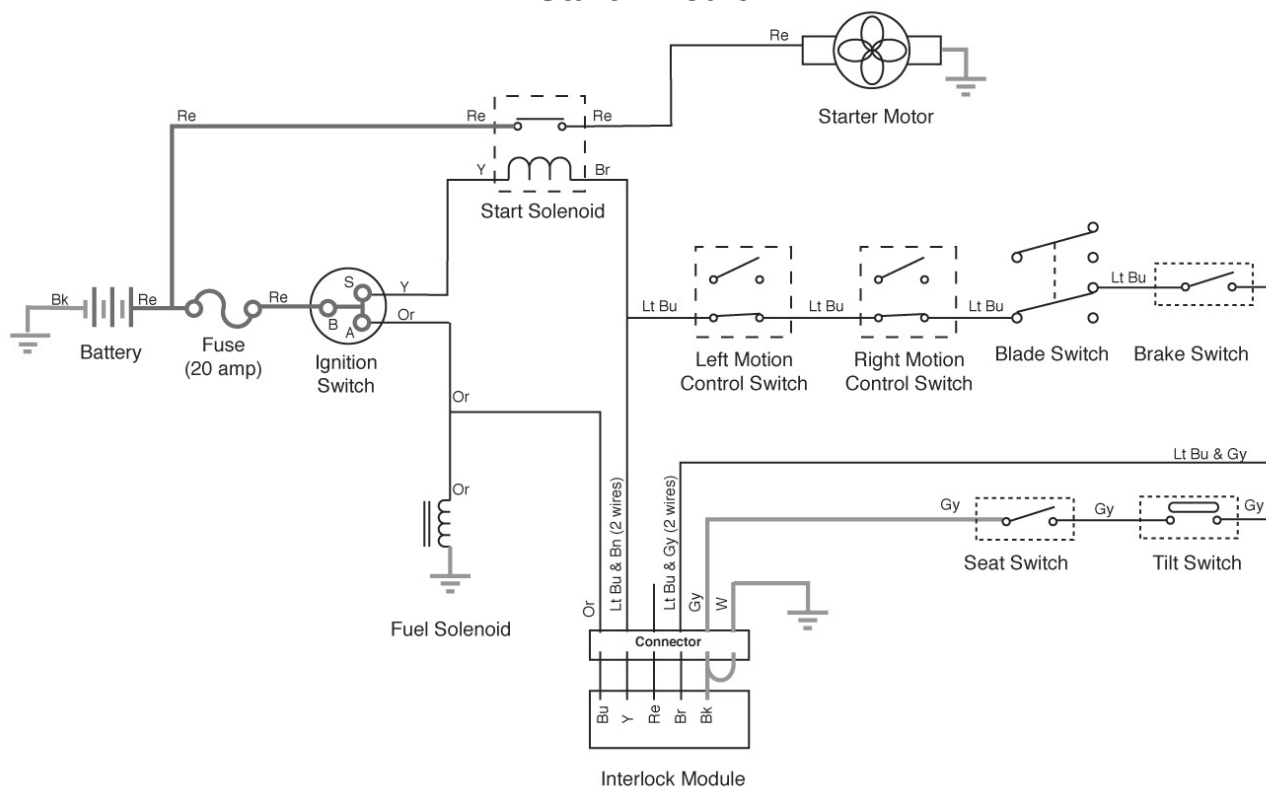 Re
Starter Motor
Re
Re
Re
Y
Br
Start Solenoid
Bk
Re
Re
S
B
A
Y
Or
Battery
Fuse
(20 amp)
Ignition
Switch
Lt Bu
Lt Bu
Lt Bu
Lt Bu
Left Motion
Control Switch
Right Motion
Control Switch
Blade Switch
Brake Switch
Or
Or
Fuel Solenoid
Lt Bu & Gy
Gy
Gy
Gy
Seat Switch
Tilt Switch
Or
Lt Bu & Bn (2 wires)
Lt Bu & Gy (2 wires)
Gy
W
Connector
Bu
Y
Re
Br
Bk
Interlock Module